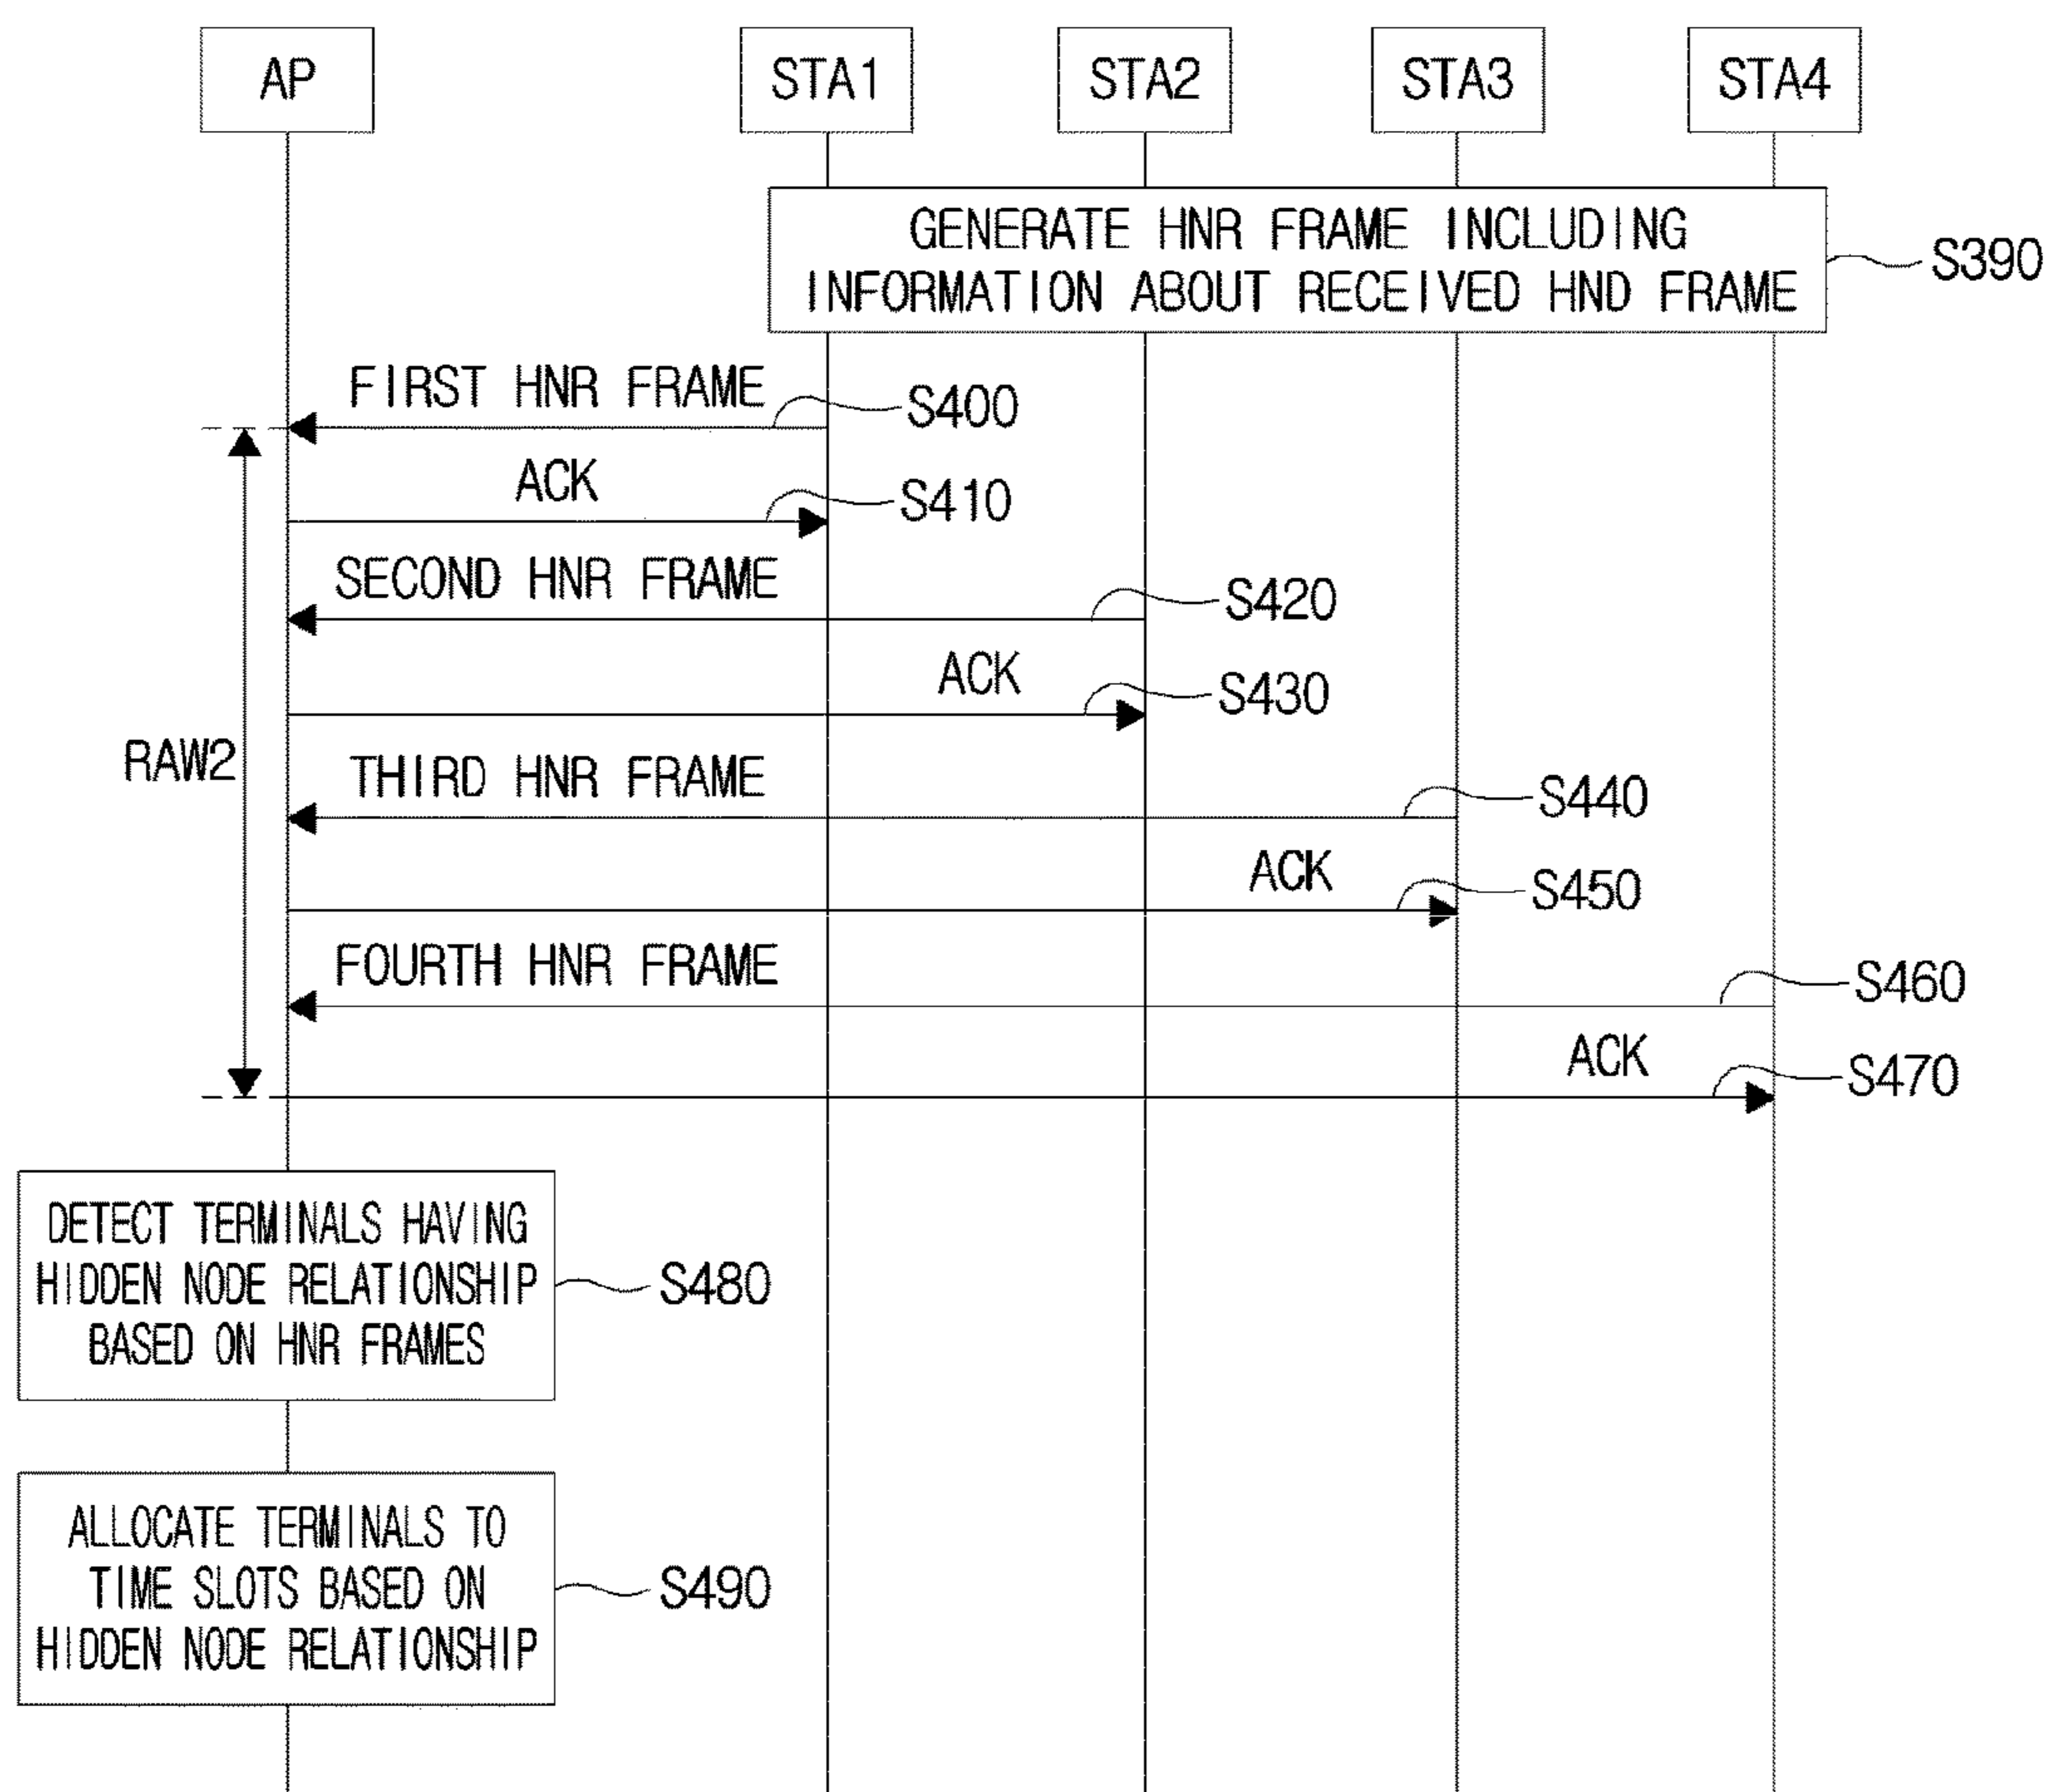 AP
STA1
STA2
STA3
STA4
GENERATE HNR FRAME INCLUDING
INFORMATION ABOUT RECEIVED HND FRAME
S390
FIRST HNR FRAME
S400
ACK
S410
SECOND HNR FRAME
S420
ACK
S430
RAW2
THIRD HNR FRAME
S440
ACK
S450
FOURTH HNR FRAME
S460
ACK
S470
DETECT TERMINALS HAVING
HIDDEN NODE RELATIONSHIP
BASED ON HNR FRAMES
S480
ALLOCATE TERMINALS TO
TIME SLOTS BASED ON
HIDDEN NODE RELATIONSHIP
S490